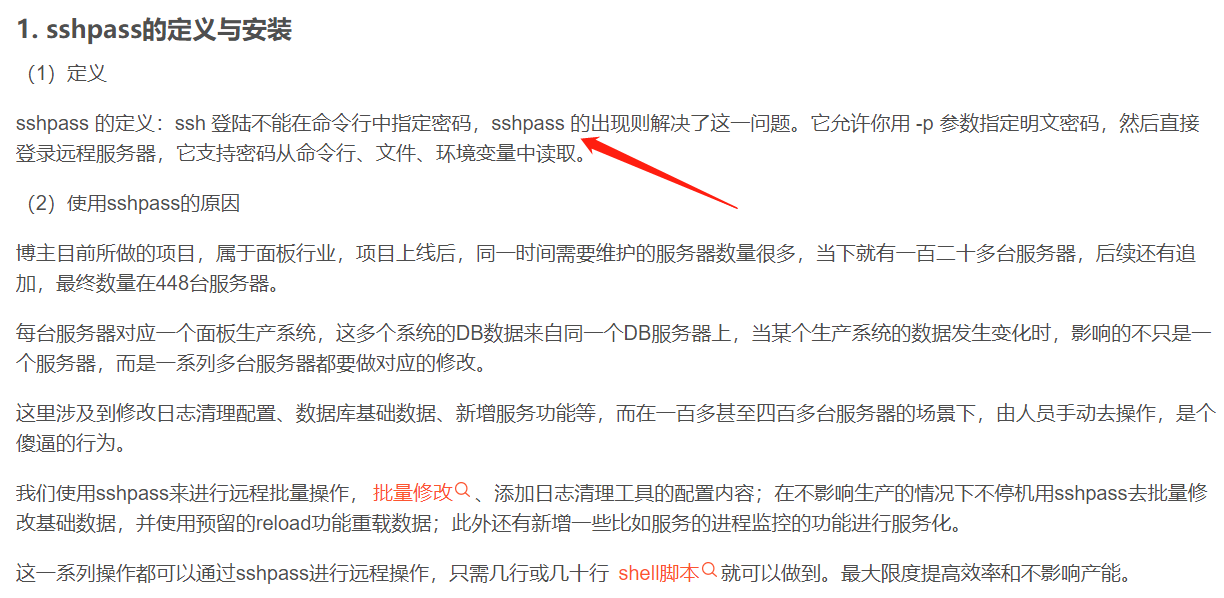 1. sshpass的定义与安装
（1）定义
sshpass 的定义：ssh 登陆不能在命令行中指定密码，sshpass 的出现则解决了这一问题。它允许你用 -p 参数指定明文密码，然后直接
登录远程服务器，它支持密码从命令行、文件、环境变量中读取。
（2）使用sshpass的原因
博主目前所做的项目，属于面板行业，项目上线后，同一时间需要维护的服务器数量很多，当下就有一百二十多台服务器，后续还有追
加，最终数量在448台服务器。
每台服务器对应一个面板生产系统，这多个系统的DB数据来自同一个DB服务器上，当某个生产系统的数据发生变化时，影响的不只是一
个服务器，而是一系列多台服务器都要做对应的修改。
这里涉及到修改日志清理配置、数据库基础数据、新增服务功能等，而在一百多甚至四百多台服务器的场景下，由人员手动去操作，是个
傻逼的行为。
我们使用sshpass来进行远程批量操作， 批量修改 、添加日志清理工具的配置内容；在不影响生产的情况下不停机用sshpass去批量修
改基础数据，并使用预留的reload功能重载数据；此外还有新增一些比如服务的进程监控的功能进行服务化。
这一系列操作都可以通过sshpass进行远程操作，只需几行或几十行 shell脚本 就可以做到。最大限度提高效率和不影响产能。